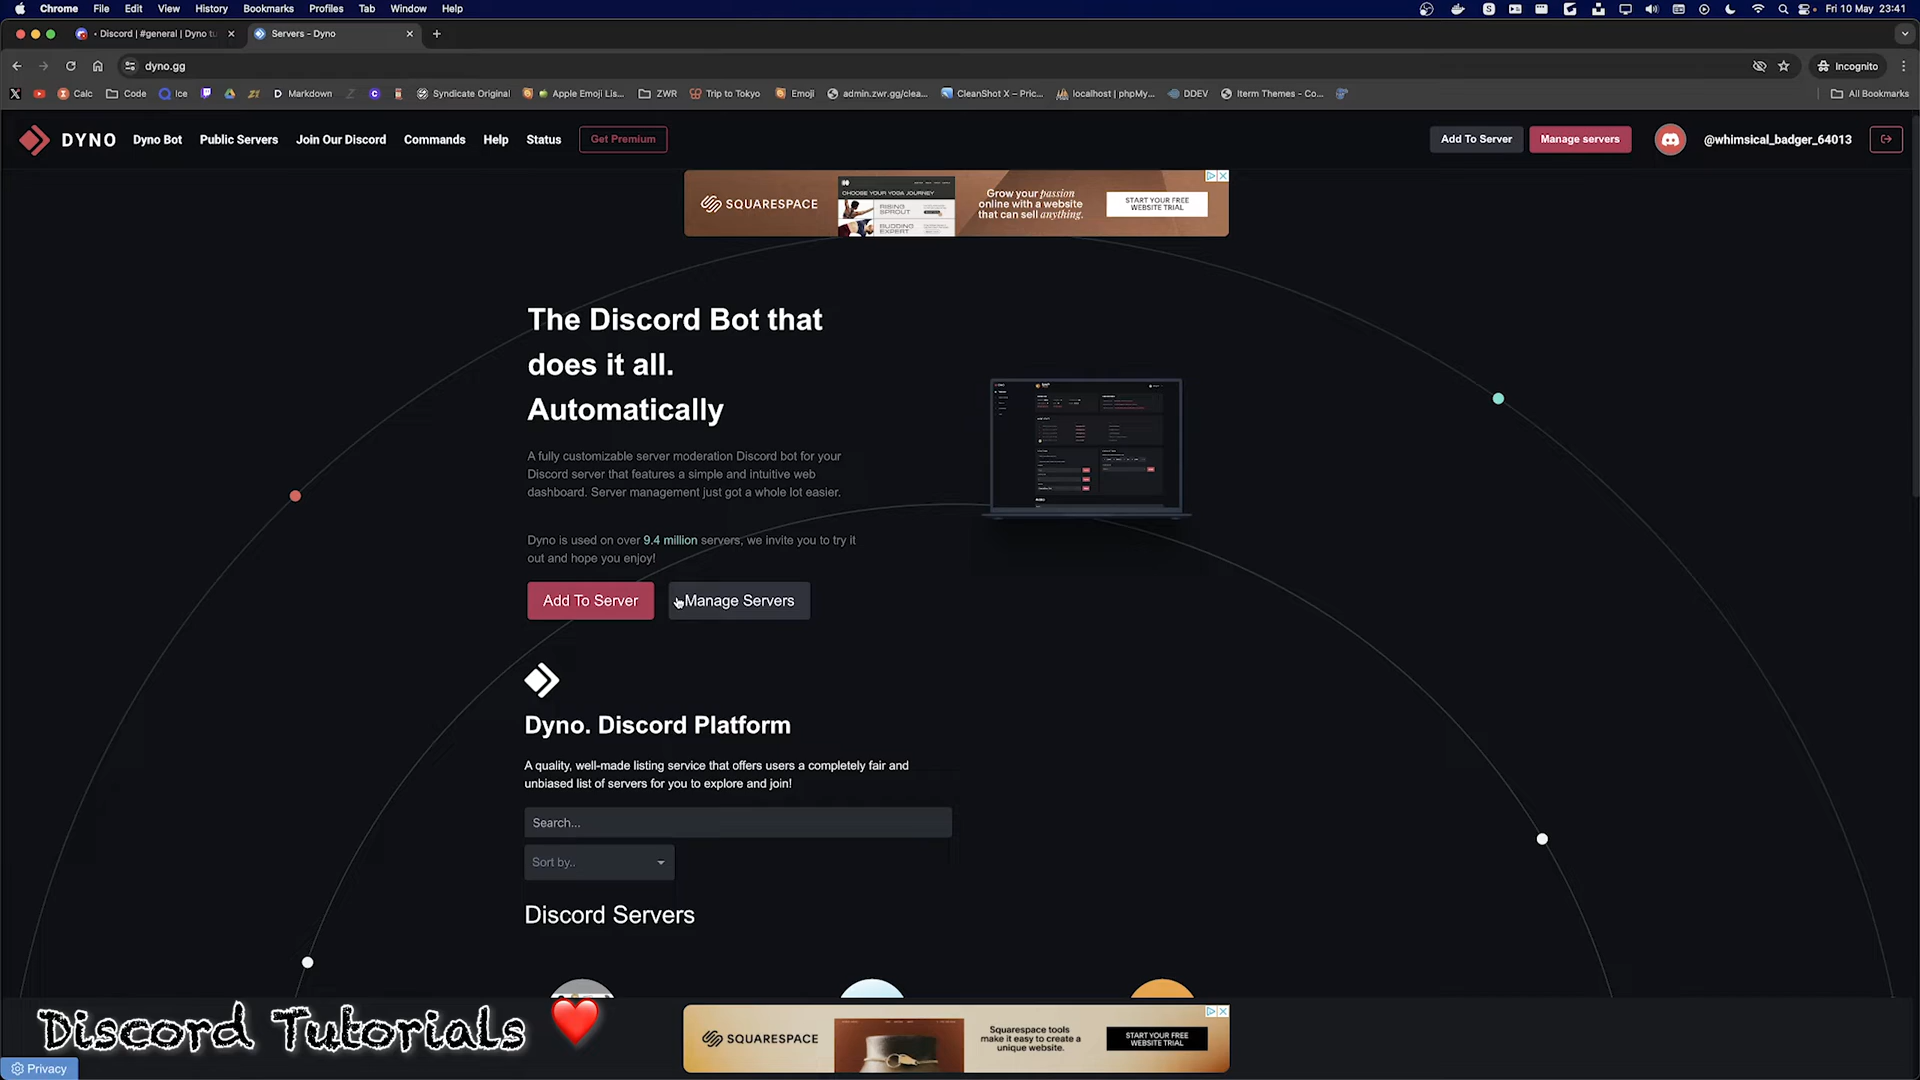 Chrome File Edit View History Bookmarks Profiles Tab Window Help
Fri 10 May 23:41
Discord | #general | Dyno tu
Servers - Dyno
dyno.gg
Incognito
Calc Code Ice Markdown Syndicate Original Apple Emoji Lis... ZWR Trip to Tokyo Emoji admin.zwr.gg/clea... CleanShot X – Pric... localhost | phpMy... DDEV Iterm Themes - Co...
All Bookmarks
DYNO Dyno Bot Public Servers Join Our Discord Commands Help Status Get Premium
Add To Server Manage servers @whimsical_badger_64013
SQUARESPACE
CHOOSE YOUR YOGA JOURNEY
RISING
SPROUT
BUDDING
EXPERT
Grow your passion
online with a website
that can sell anything.
START YOUR FREE
WEBSITE TRIAL
The Discord Bot that
does it all.
Automatically
A fully customizable server moderation Discord bot for your
Discord server that features a simple and intuitive web
dashboard. Server management just got a whole lot easier.
Dyno is used on over 9.4 million servers, we invite you to try it
out and hope you enjoy!
Add To Server Manage Servers
Dyno. Discord Platform
A quality, well-made listing service that offers users a completely fair and
unbiased list of servers for you to explore and join!
Search...
Sort by..
Discord Servers
Discord Tutorials
SQUARESPACE
Squarespace tools
make it easy to create a
unique website.
START YOUR FREE
WEBSITE TRIAL
Privacy